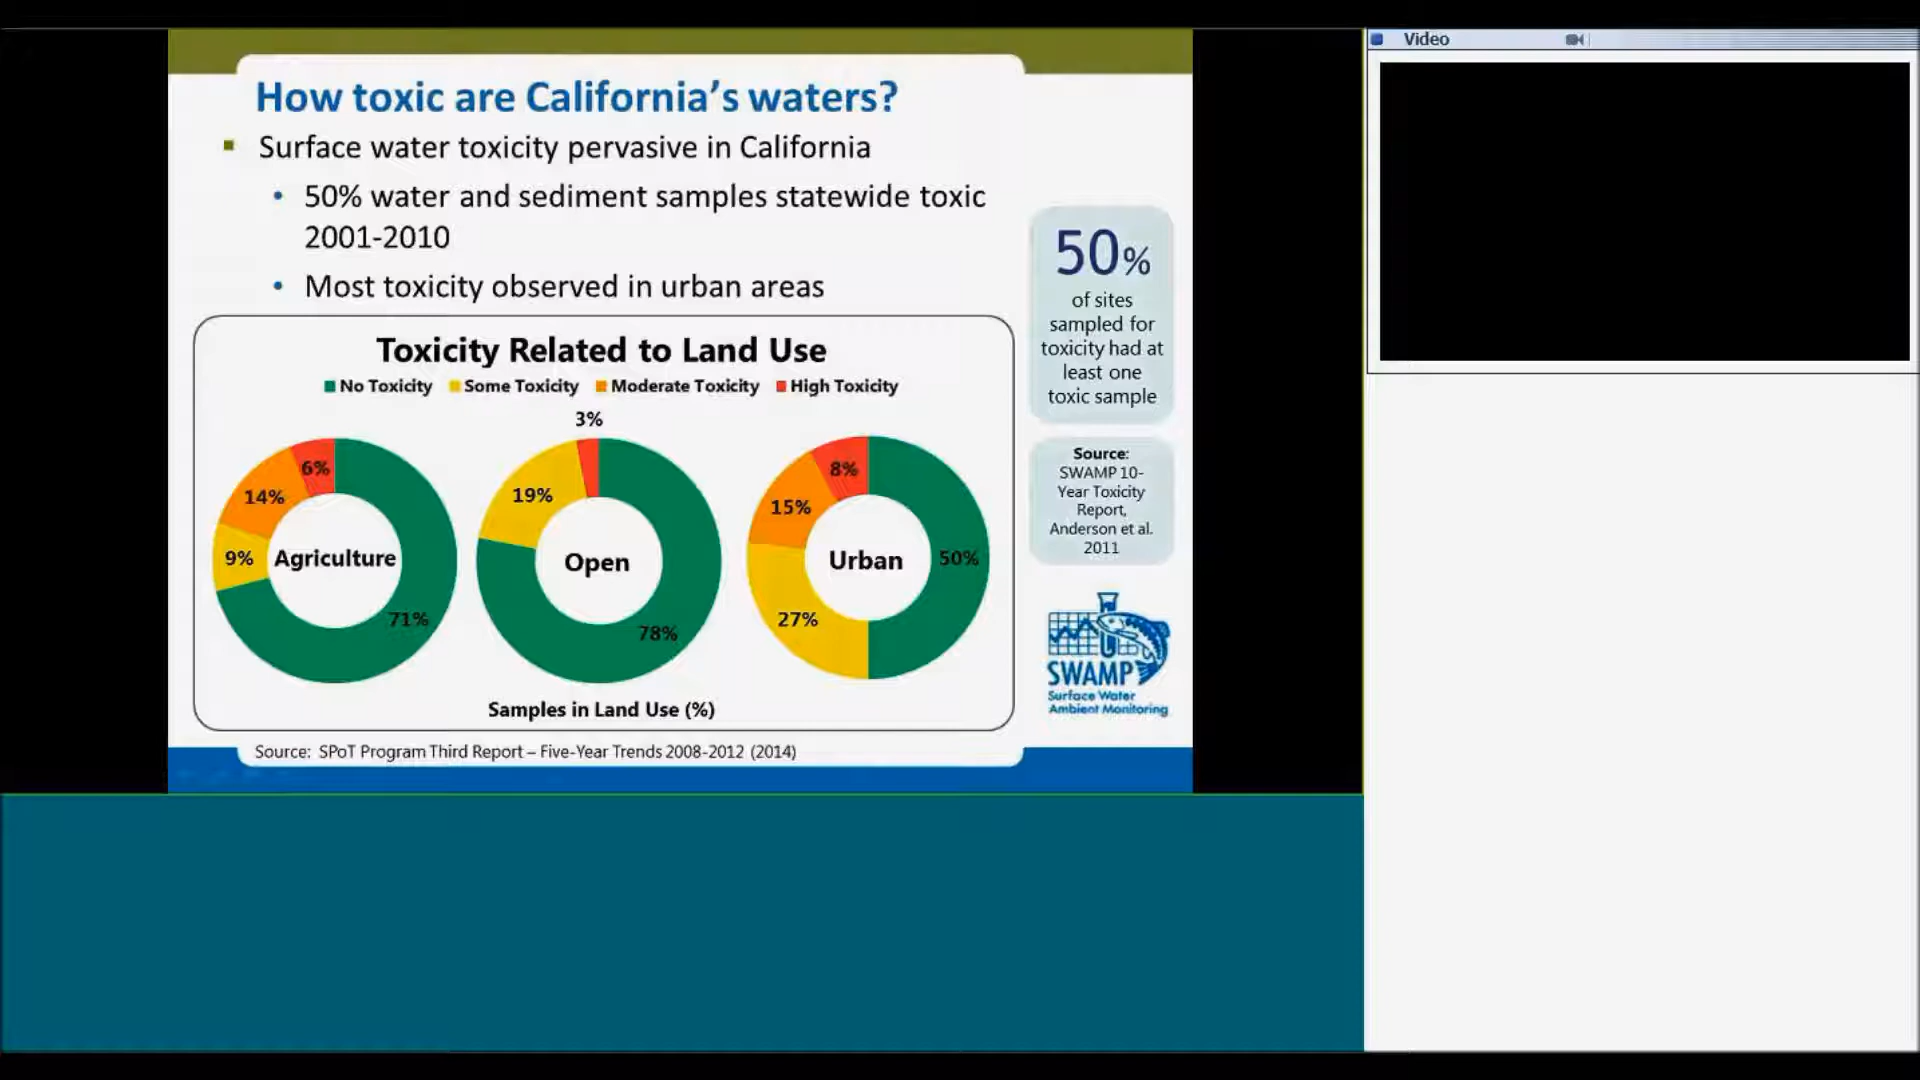 Video
How toxic are California's waters?
▪ Surface water toxicity pervasive in California
• 50% water and sediment samples statewide toxic
2001-2010
• Most toxicity observed in urban areas
50%
of sites
sampled for
toxicity had at
least one
toxic sample
Toxicity Related to Land Use
No Toxicity Some Toxicity Moderate Toxicity High Toxicity
6%
14%
9%
Agriculture
71%
3%
19%
Open
78%
8%
15%
Urban
50%
27%
Samples in Land Use (%)
Source:
SWAMP 10-
Year Toxicity
Report,
Anderson et al.
2011
SWAMP
Surface Water
Ambient Monitoring
Source: SPoT Program Third Report – Five-Year Trends 2008-2012 (2014)